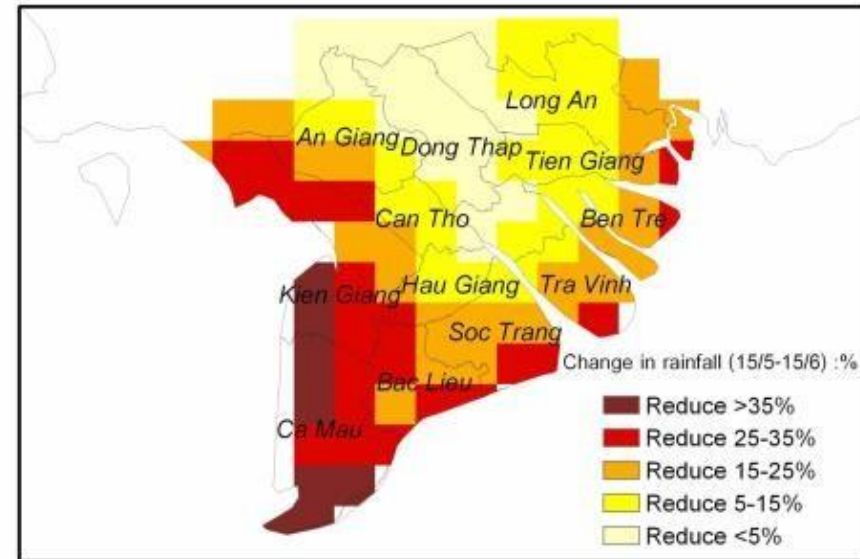 Long An
An Giang
Dong Thap
Tien Giang
Can Tho
Ben Tre
Kien Giang
Hau Giang
Tra Vinh
Soc Trang
Bac Lieu
Ca Mau
Change in rainfall (15/5-15/6) :%
Reduce >35%
Reduce 25-35%
Reduce 15-25%
Reduce 5-15%
Reduce <5%